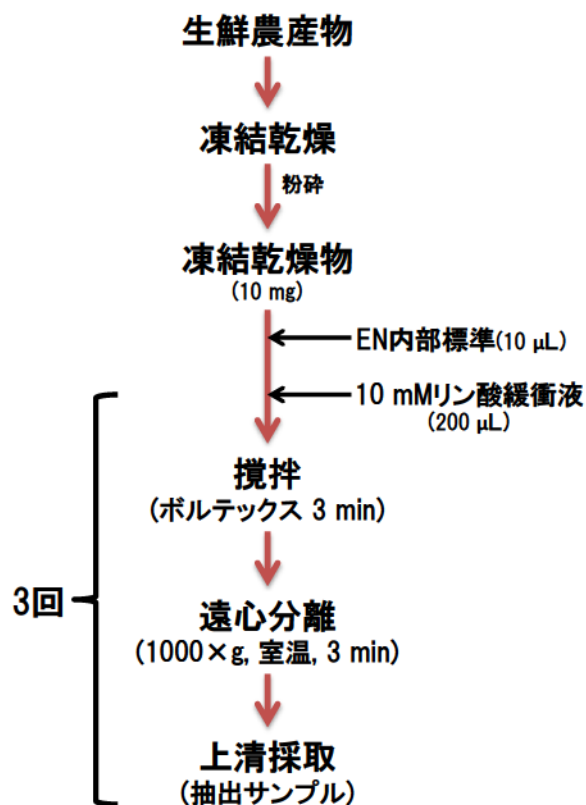 生鮮農産物
凍結乾燥
粉砕
凍結乾燥物
(10 mg)
EN内部標準(10 μL)
10 mMリン酸緩衝液
(200 μL)
攪拌
(ボルテックス 3 min)
3回
遠心分離
(1000×g, 室温, 3 min)
上清採取
(抽出サンプル)